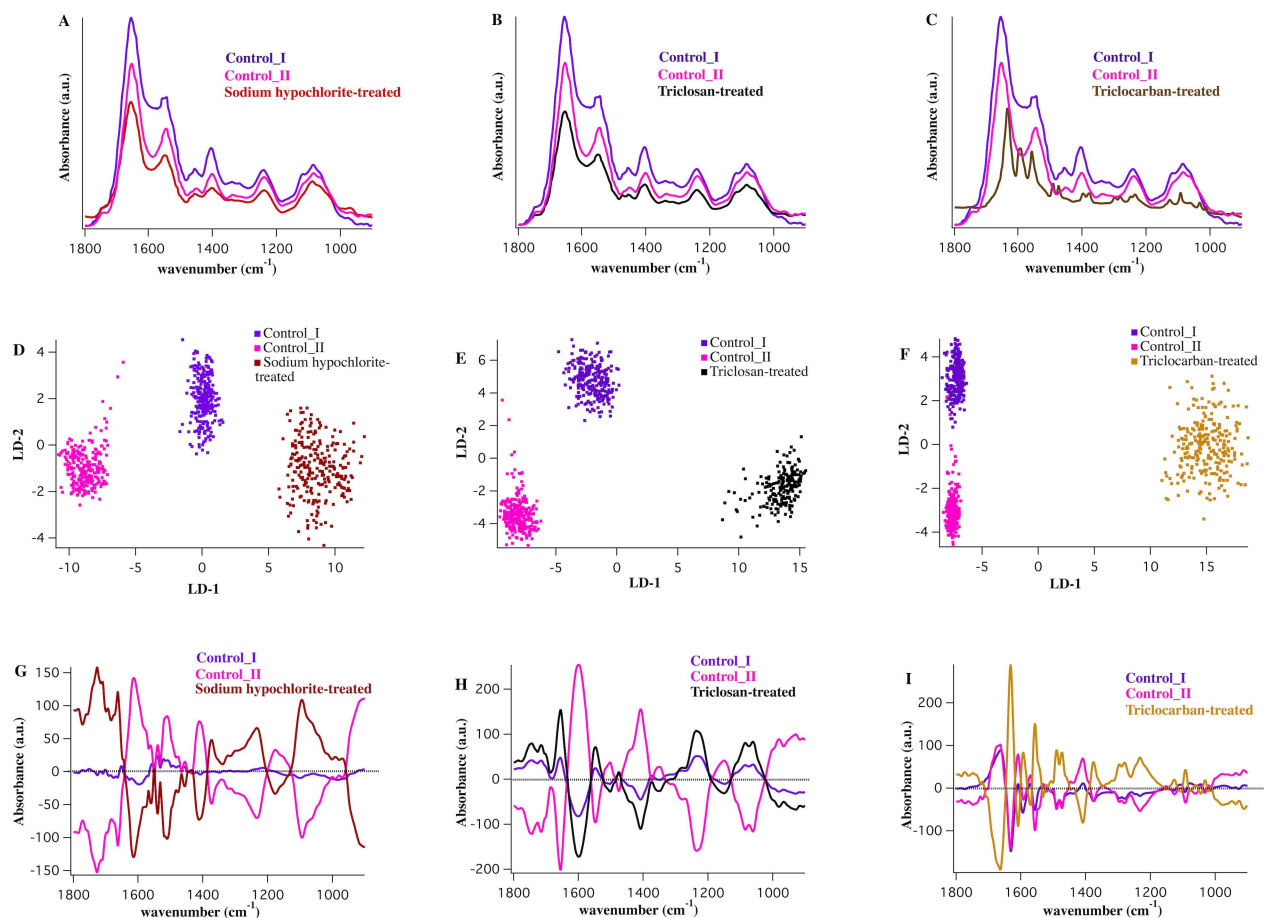 A
Control_I
Control_II
Sodium hypochlorite-treated
Absorbance (a.u.)
1800 1600 1400 1200 1000
wavenumber (cm-1)
B
Control_I
Control_II
Triclosan-treated
Absorbance (a.u.)
1800 1600 1400 1200 1000
wavenumber (cm-1)
C
Control_I
Control_II
Triclocarban-treated
Absorbance (a.u.)
1800 1600 1400 1200 1000
wavenumber (cm-1)
D
Control_I
Control_II
Sodium hypochlorite-
treated
LD-2
4
2
0
-2
-4
-10 -5 0 5 10
LD-1
E
Control_I
Control_II
Triclosan-treated
LD-2
6
4
2
0
-2
-4
-5 0 5 10 15
LD-1
F
Control_I
Control_II
Triclocarban-treated
LD-2
4
2
0
-2
-4
-5 0 5 10 15
LD-1
G
Control_I
Control_II
Sodium hypochlorite-treated
Absorbance (a.u.)
150
100
50
0
-50
-100
-150
1800 1600 1400 1200 1000
wavenumber (cm-1)
H
Control_I
Control_II
Triclosan-treated
Absorbance (a.u.)
200
100
0
-100
-200
1800 1600 1400 1200 1000
wavenumber (cm-1)
I
Control_I
Control_II
Triclocarban-treated
Absorbance (a.u.)
200
100
0
-100
1800 1600 1400 1200 1000
wavenumber (cm-1)